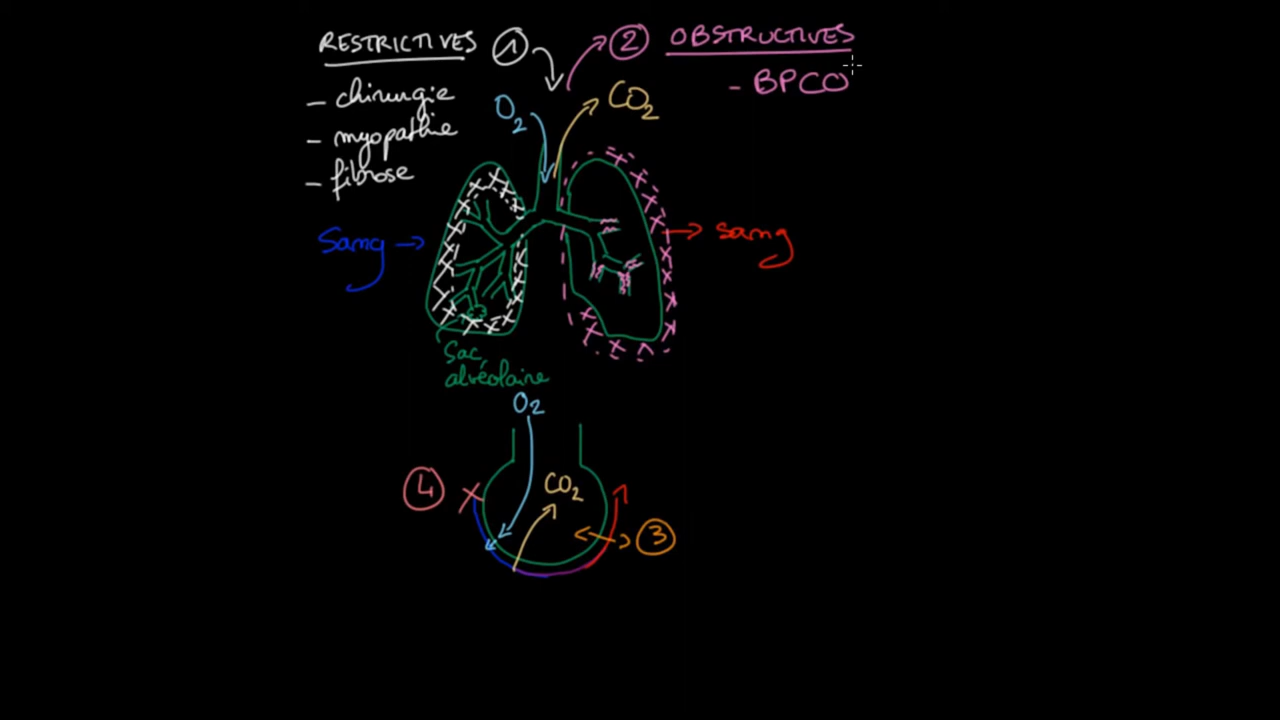 RESTRICTIVES 1
- chirurgie
- myopathie
- fibrose
2 OBSTRUCTIVES
- BPCO
O2
CO2
Sang
sang
Sac
alvéolaire
O2
CO2
4
3